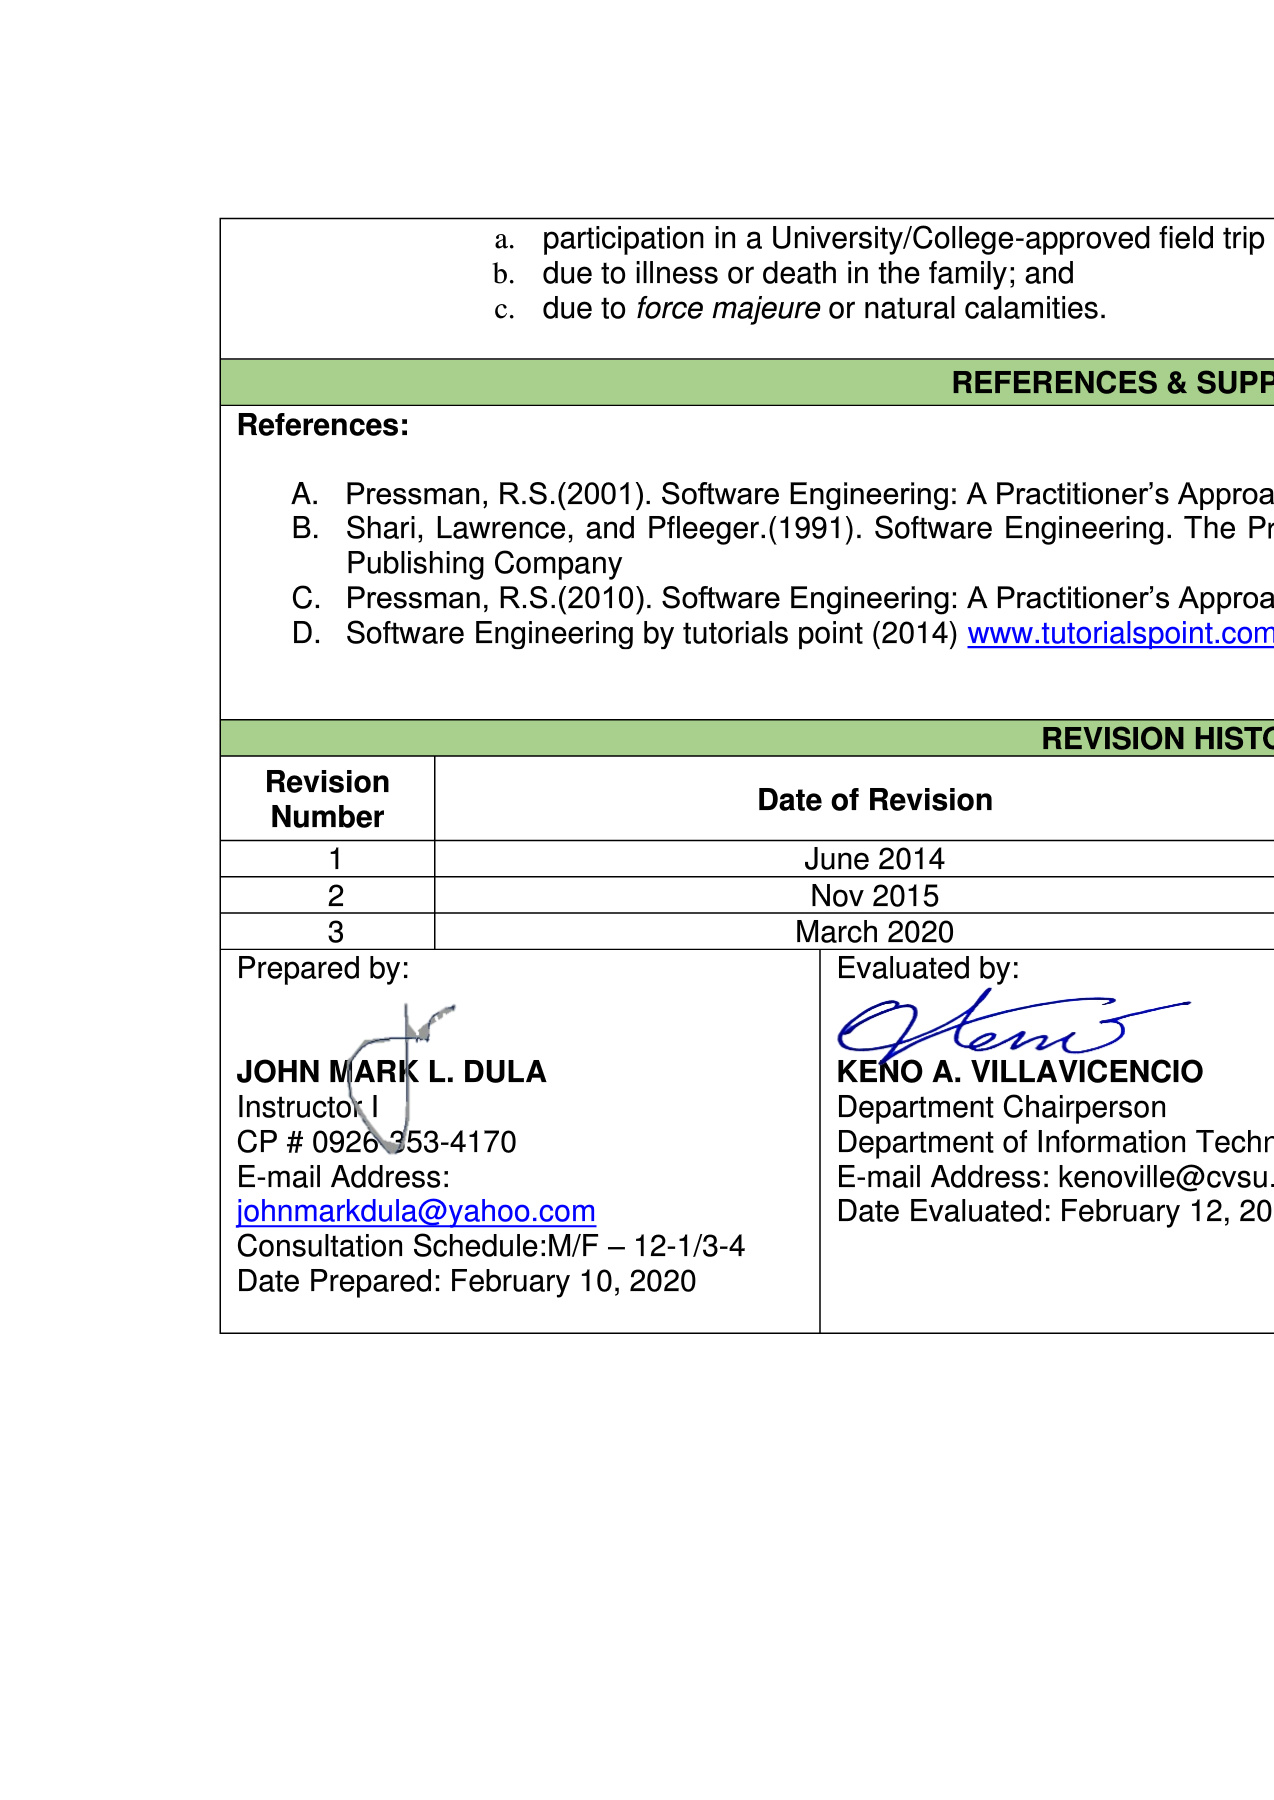 a. participation in a University/College-approved field trip
b. due to illness or death in the family; and
c. due to force majeure or natural calamities.
REFERENCES & SUPP
References:
A. Pressman, R.S.(2001). Software Engineering: A Practitioner’s Approa
B. Shari, Lawrence, and Pfleeger.(1991). Software Engineering. The Pr
Publishing Company
C. Pressman, R.S.(2010). Software Engineering: A Practitioner’s Approa
D. Software Engineering by tutorials point (2014) www.tutorialspoint.com
REVISION HISTO
Revision
Number
Date of Revision
1 June 2014
2 Nov 2015
3 March 2020
Prepared by:
JOHN MARK L. DULA
Instructor I
CP # 0926-353-4170
E-mail Address:
johnmarkdula@yahoo.com
Consultation Schedule:M/F – 12-1/3-4
Date Prepared: February 10, 2020
Evaluated by:
KENO A. VILLAVICENCIO
Department Chairperson
Department of Information Techn
E-mail Address: kenoville@cvsu.
Date Evaluated: February 12, 20